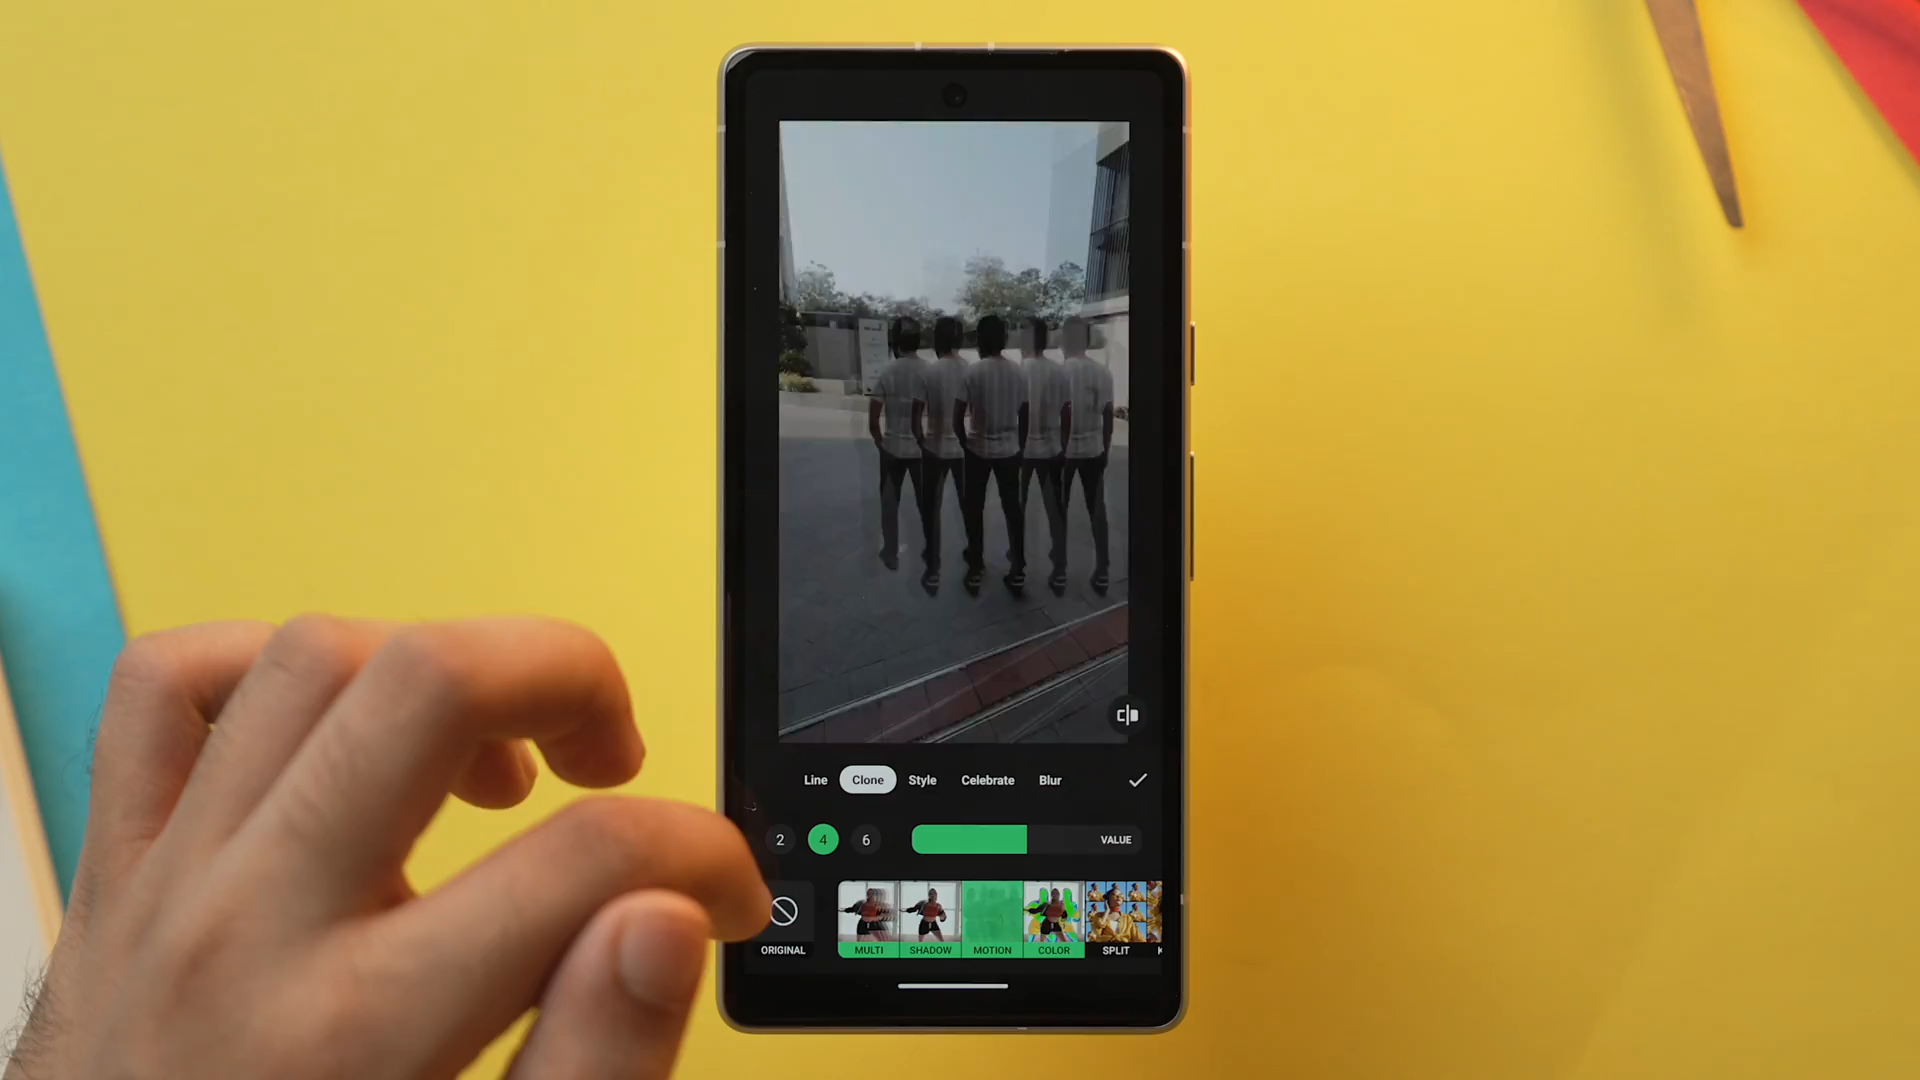 Line Clone Style Celebrate Blur
2 4 6 VALUE
ORIGINAL MULTI SHADOW MOTION COLOR SPLIT